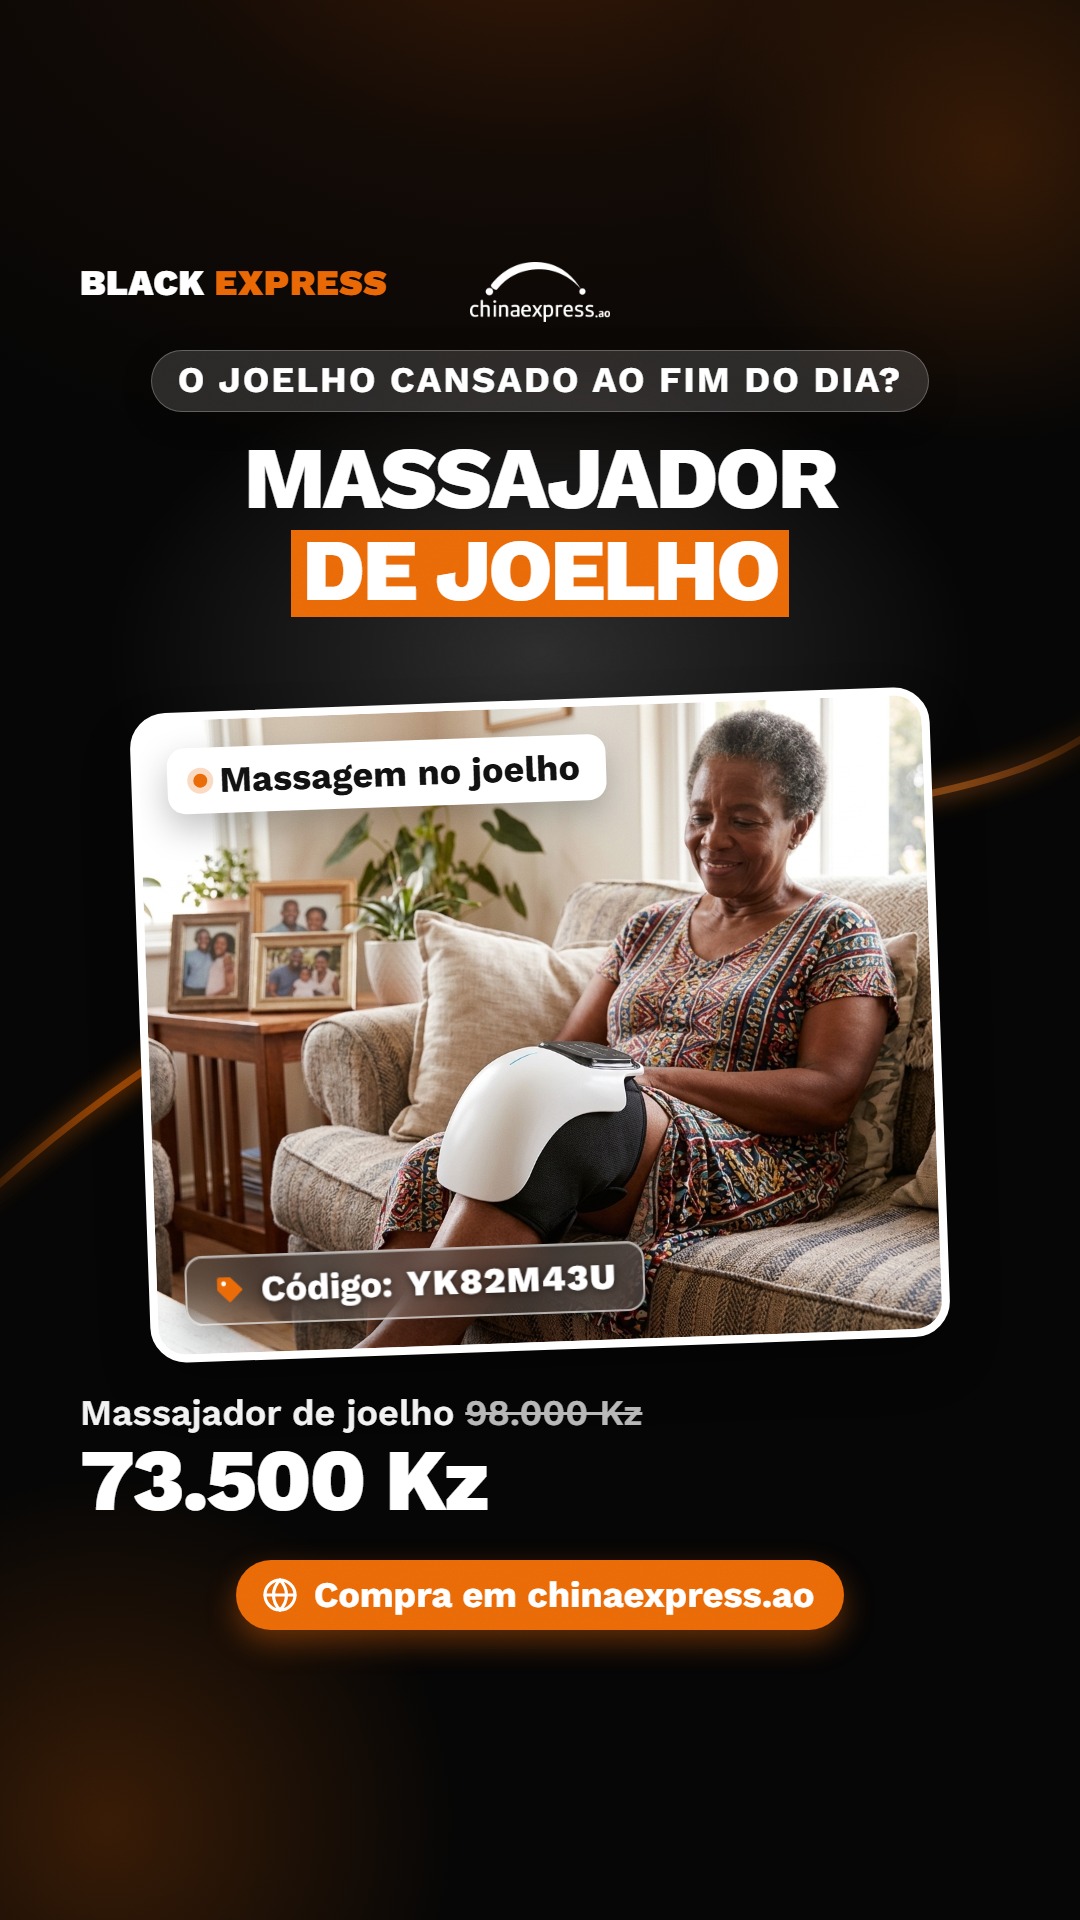 BLACK EXPRESS
chinaexpress.ao
O JOELHO CANSADO AO FIM DO DIA?
MASSAJADOR
DE JOELHO
Massagem no joelho
Código: YK82M43U
Massajador de joelho 98.000 Kz
73.500 Kz
Compra em chinaexpress.ao